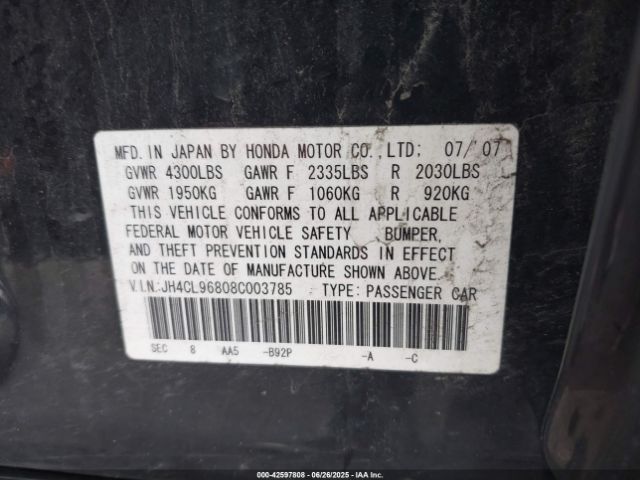 MFD. IN JAPAN BY HONDA MOTOR CO., LTD: 07/'07
GVWR 4300LBS GAWR F 2335LBS R 2030LBS
GVWR 1950KG GAWR F 1060KG R 920KG
THIS VEHICLE CONFORMS TO ALL APPLICABLE
FEDERAL MOTOR VEHICLE SAFETY BUMPER,
AND THEFT PREVENTION STANDARDS IN EFFECT
ON THE DATE OF MANUFACTURE SHOWN ABOVE.
V.I.N.:JH4CL96808C003785 TYPE: PASSENGER CAR
SEC 8 AA5 -B92P -A -C
000-42597808 | 06/26/2025 - IAAI.COM